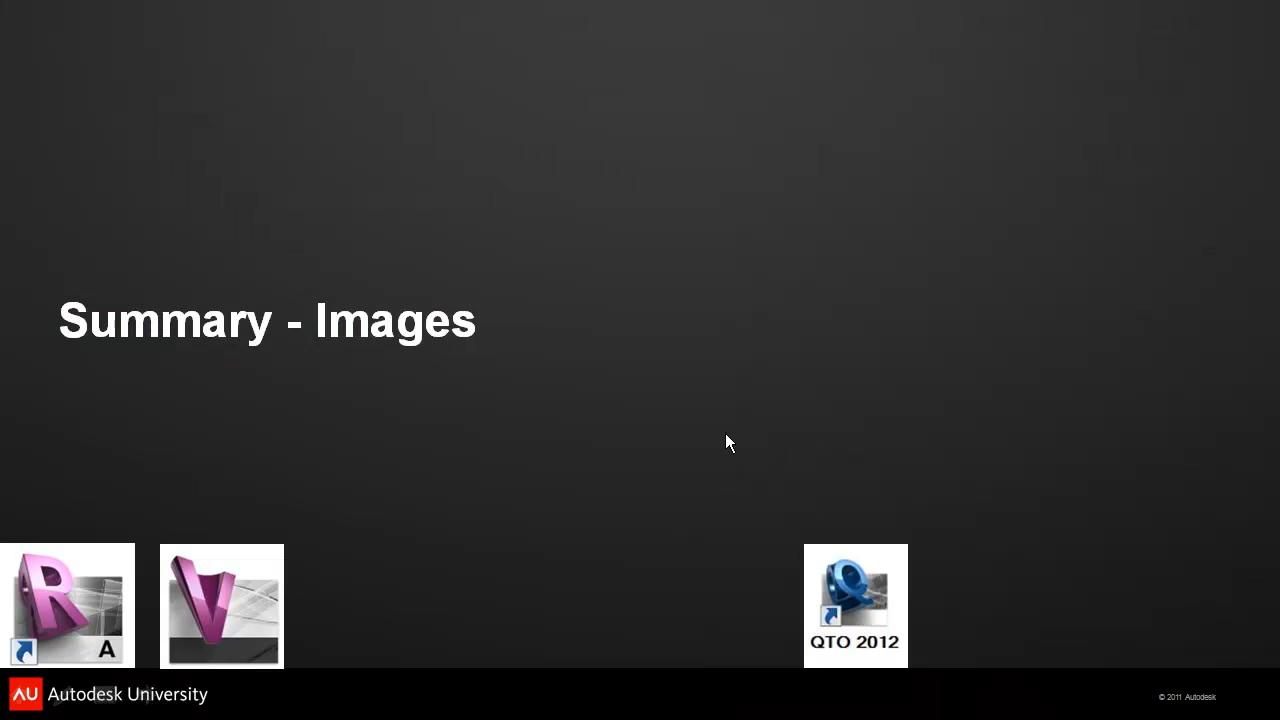 Summary - Images
R
A
V
Q
QTO 2012
AU Autodesk University
© 2011 Autodesk